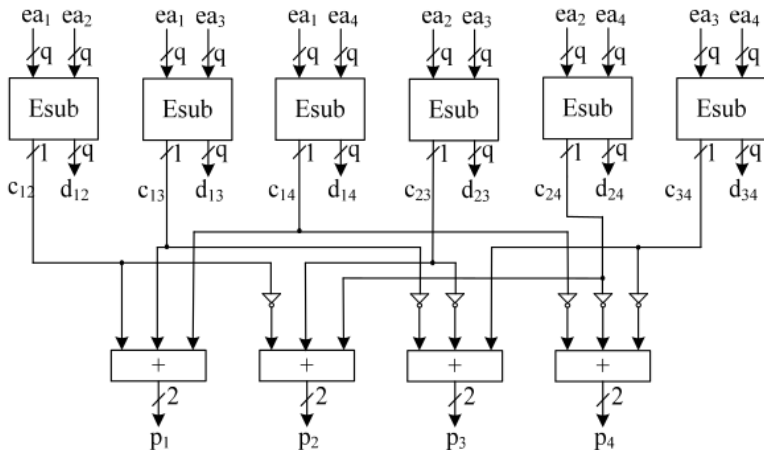 ea₁ ea₂ ea₁ ea₃ ea₁ ea₄ ea₂ ea₃ ea₂ ea₄ ea₃ ea₄
q q q q q q q q q q q q
Esub Esub Esub Esub Esub Esub
1 q 1 q 1 q 1 q 1 q 1 q
c₁₂ d₁₂ c₁₃ d₁₃ c₁₄ d₁₄ c₂₃ d₂₃ c₂₄ d₂₄ c₃₄ d₃₄
+ + + +
2 2 2 2
p₁ p₂ p₃ p₄